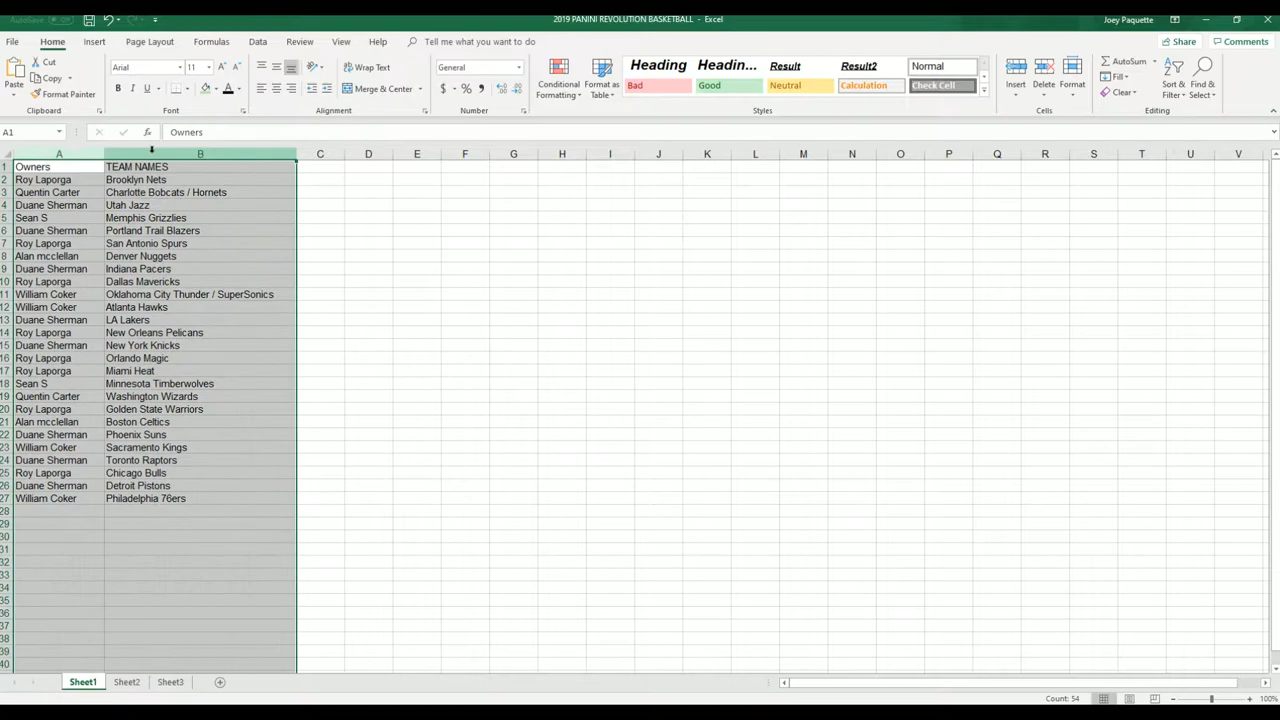 AutoSave Off 2019 PANINI REVOLUTION BASKETBALL - Excel Joey Paquette
File Home Insert Page Layout Formulas Data Review View Help Tell me what you want to do Share Comments
Cut Arial 11 Wrap Text General Heading Headin... Result Result2 Normal AutoSum
Paste Copy Conditional Format as Bad Good Neutral Calculation Check Cell Insert Delete Format Fill Sort & Find &
Format Painter B I U A Merge & Center $ % Formatting Table Clear Filter Select
Clipboard Font Alignment Number Styles Cells Editing
A1 fx Owners
A B C D E F G H I J K L M N O P Q R S T U V
1 Owners TEAM NAMES
2 Roy Laporga Brooklyn Nets
3 Quentin Carter Charlotte Bobcats / Hornets
4 Duane Sherman Utah Jazz
5 Sean S Memphis Grizzlies
6 Duane Sherman Portland Trail Blazers
7 Roy Laporga San Antonio Spurs
8 Alan mcclellan Denver Nuggets
9 Duane Sherman Indiana Pacers
10 Roy Laporga Dallas Mavericks
11 William Coker Oklahoma City Thunder / SuperSonics
12 William Coker Atlanta Hawks
13 Duane Sherman LA Lakers
14 Roy Laporga New Orleans Pelicans
15 Duane Sherman New York Knicks
16 Roy Laporga Orlando Magic
17 Roy Laporga Miami Heat
18 Sean S Minnesota Timberwolves
19 Quentin Carter Washington Wizards
20 Roy Laporga Golden State Warriors
21 Alan mcclellan Boston Celtics
22 Duane Sherman Phoenix Suns
23 William Coker Sacramento Kings
24 Duane Sherman Toronto Raptors
25 Roy Laporga Chicago Bulls
26 Duane Sherman Detroit Pistons
27 William Coker Philadelphia 76ers
28
29
30
31
32
33
34
35
36
37
38
39
40
Sheet1 Sheet2 Sheet3
Count: 54 100%